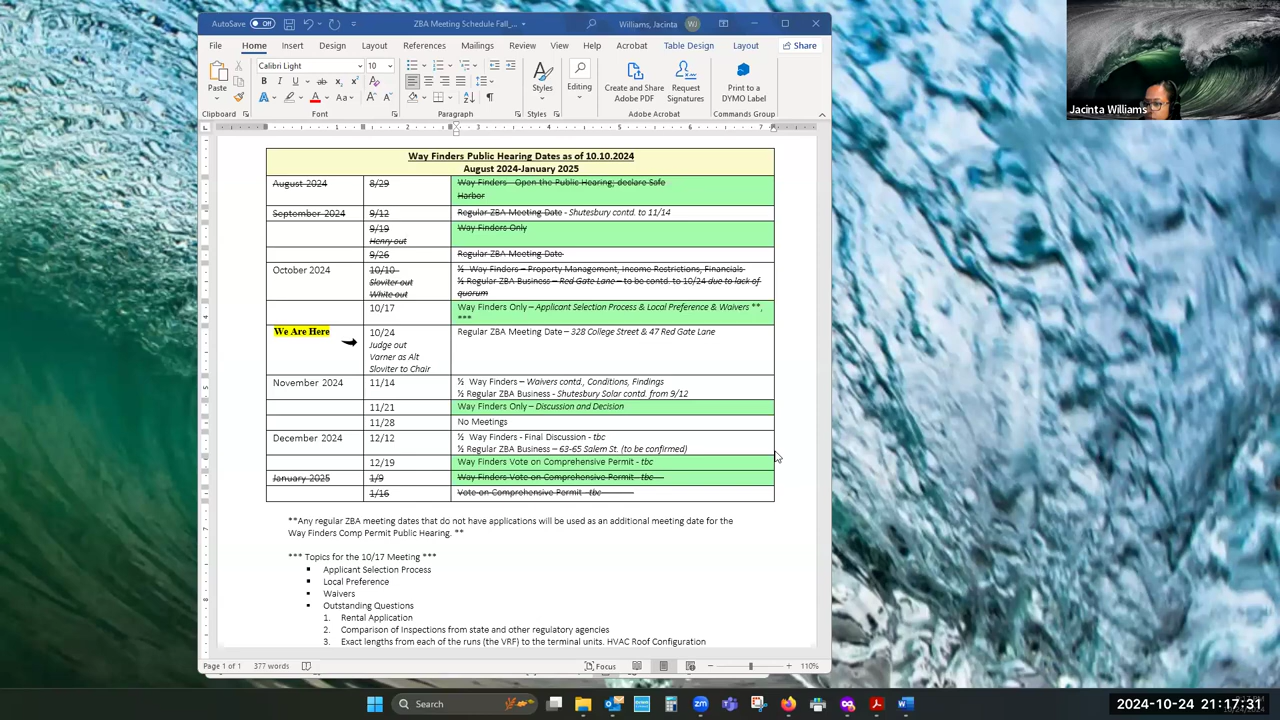 AutoSave Off ZBA Meeting Schedule Fall_... Williams, Jacinta WJ
File Home Insert Design Layout References Mailings Review View Help Acrobat Table Design Layout Share
Calibri Light 10
Paste
Styles
Editing
Create and Share Adobe PDF
Request Signatures
Print to a DYMO Label
Clipboard Font Paragraph Styles Adobe Acrobat Commands Group
Jacinta Williams
Way Finders Public Hearing Dates as of 10.10.2024
August 2024-January 2025
August 2024 8/29 Way Finders - Open the Public Hearing; declare Safe
Harbor
September 2024 9/12 Regular ZBA Meeting Date - Shutesbury contd. to 11/14
9/19 Way Finders Only
Henry out
9/26 Regular ZBA Meeting Date
October 2024 10/10 ½ Way Finders – Property Management, Income Restrictions, Financials
Sloviter out ½ Regular ZBA Business – Red Gate Lane – to be contd. to 10/24 due to lack of
White out quorum
10/17 Way Finders Only – Applicant Selection Process & Local Preference & Waivers **,
***
We Are Here 10/24 Regular ZBA Meeting Date – 328 College Street & 47 Red Gate Lane
Judge out
Varner as Alt
Sloviter to Chair
November 2024 11/14 ½ Way Finders – Waivers contd., Conditions, Findings
½ Regular ZBA Business - Shutesbury Solar contd. from 9/12
11/21 Way Finders Only – Discussion and Decision
11/28 No Meetings
December 2024 12/12 ½ Way Finders - Final Discussion - tbc
½ Regular ZBA Business – 63-65 Salem St. (to be confirmed)
12/19 Way Finders Vote on Comprehensive Permit - tbc
January 2025 1/9 Way Finders Vote on Comprehensive Permit - tbc
1/16 Vote on Comprehensive Permit - tbc
**Any regular ZBA meeting dates that do not have applications will be used as an additional meeting date for the
Way Finders Comp Permit Public Hearing. **
*** Topics for the 10/17 Meeting ***
▪ Applicant Selection Process
▪ Local Preference
▪ Waivers
▪ Outstanding Questions
1. Rental Application
2. Comparison of Inspections from state and other regulatory agencies
3. Exact lengths from each of the runs (the VRF) to the terminal units. HVAC Roof Configuration
Page 1 of 1 377 words Focus 110%
Search
2024-10-24 21:17:31